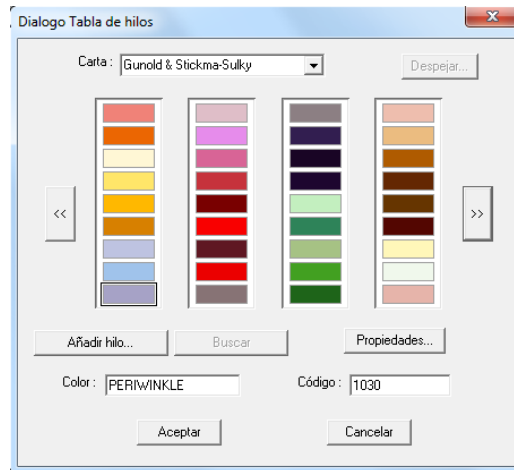 Dialogo Tabla de hilos
Carta : Gunold & Stickma-Sulky Despejar...
<< >>
Añadir hilo... Buscar Propiedades...
Color : PERIWINKLE Código : 1030
Aceptar Cancelar